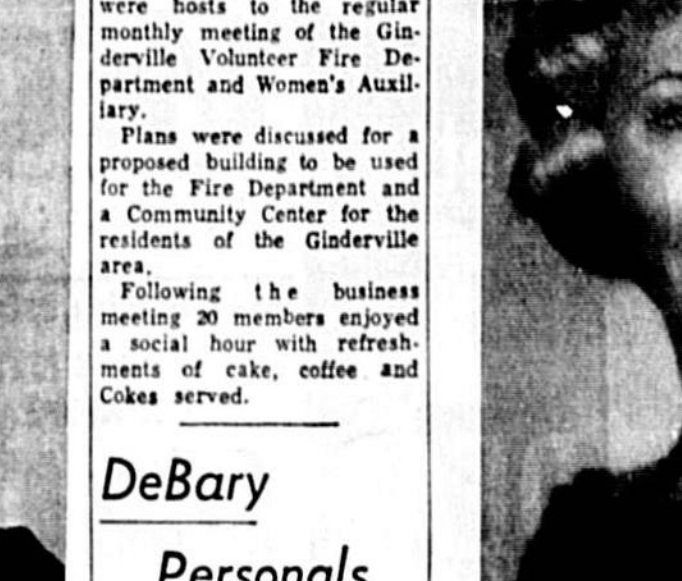 were hosts to the regular
monthly meeting of the Gin-
derville Volunteer Fire De-
partment and Women's Auxil-
iary.
Plans were discussed for a
proposed building to be used
for the Fire Department and
a Community Center for the
residents of the Ginderville
area.
Following the business
meeting 20 members enjoyed
a social hour with refresh-
ments of cake, coffee and
Cokes served.
DeBary
Personals